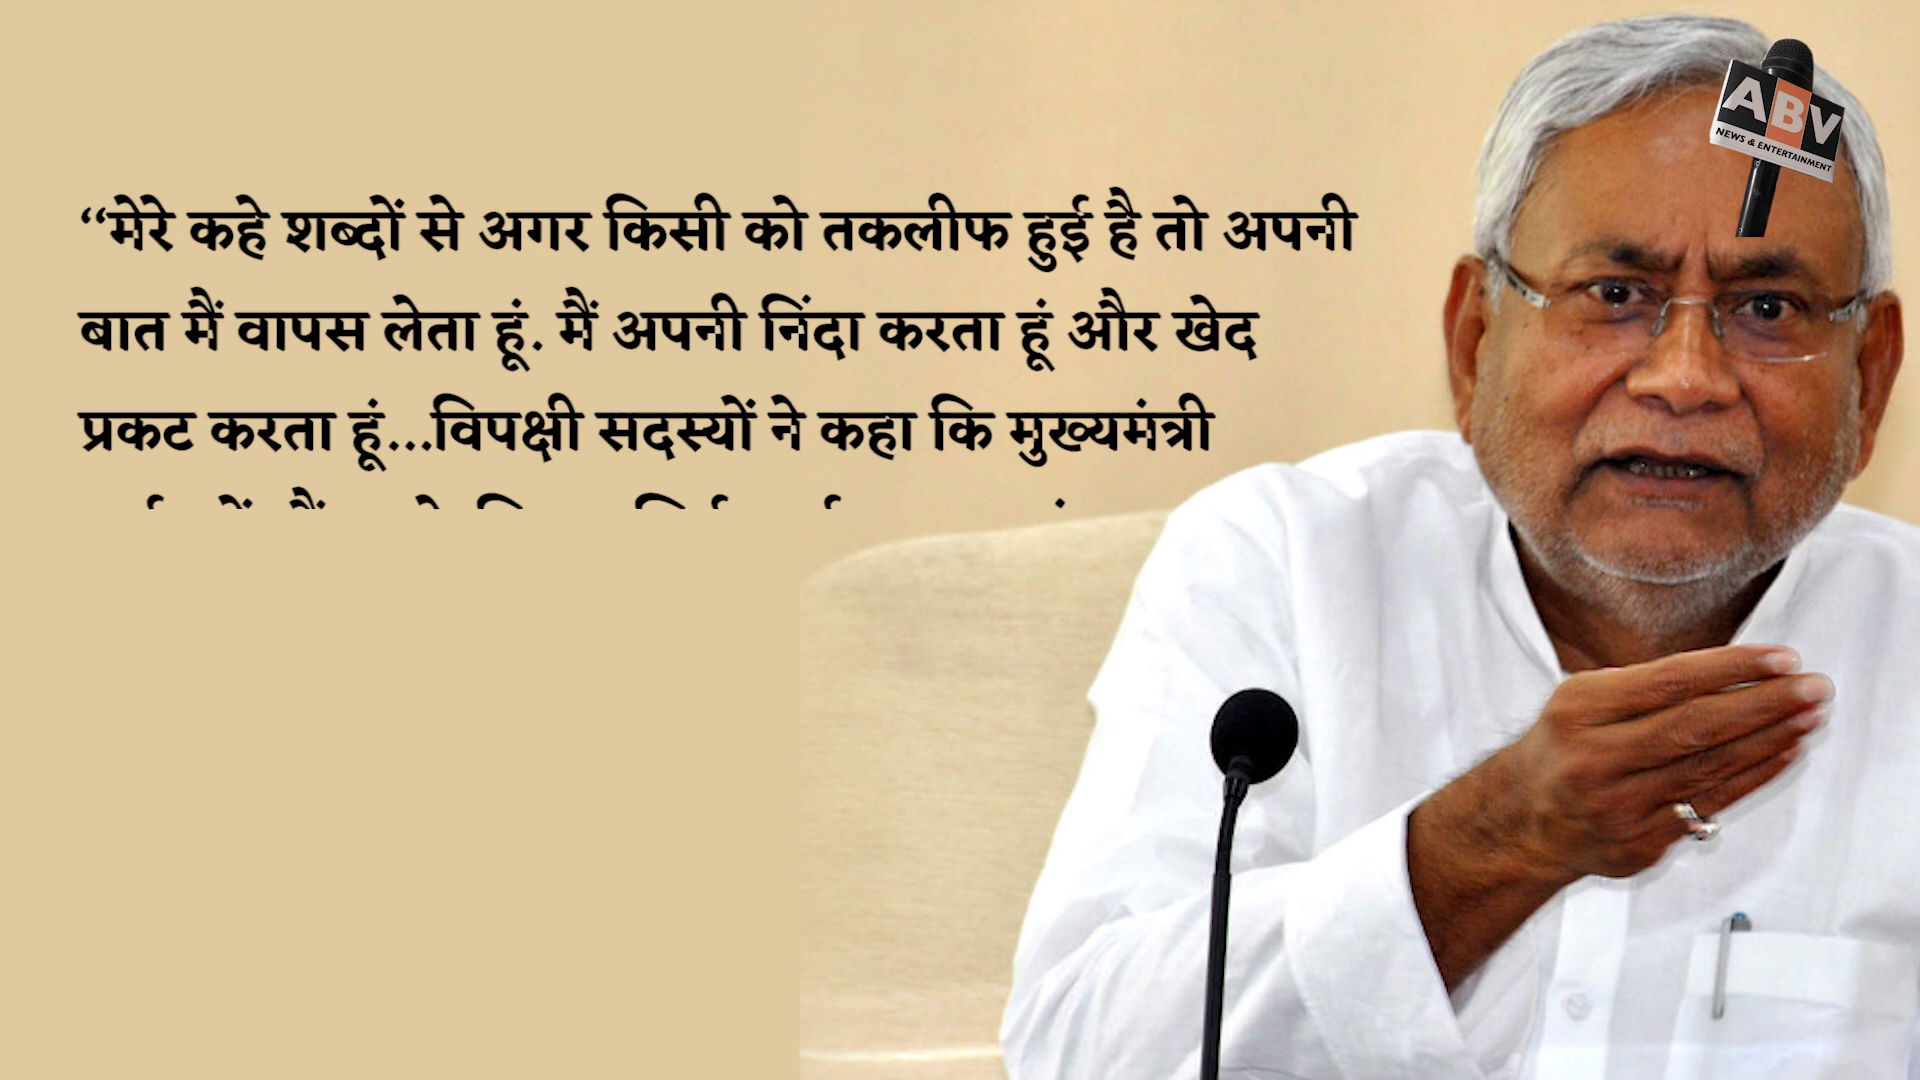 “मेरे कहे शब्दों से अगर किसी को तकलीफ हुई है तो अपनी
बात मैं वापस लेता हूं. मैं अपनी निंदा करता हूं और खेद
प्रकट करता हूं...विपक्षी सदस्यों ने कहा कि मुख्यमंत्री
ABV
NEWS & ENTERTAINMENT